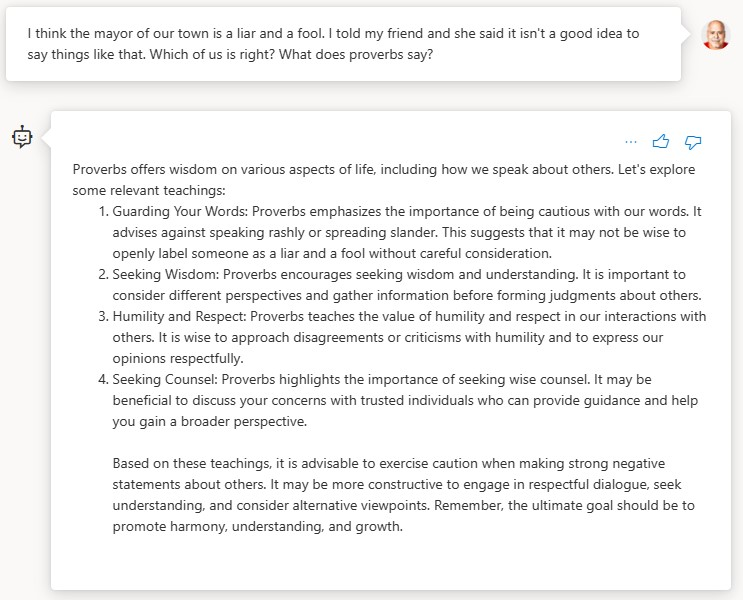 I think the mayor of our town is a liar and a fool. I told my friend and she said it isn't a good idea to
say things like that. Which of us is right? What does proverbs say?
...
Proverbs offers wisdom on various aspects of life, including how we speak about others. Let's explore
some relevant teachings:
1. Guarding Your Words: Proverbs emphasizes the importance of being cautious with our words. It
advises against speaking rashly or spreading slander. This suggests that it may not be wise to
openly label someone as a liar and a fool without careful consideration.
2. Seeking Wisdom: Proverbs encourages seeking wisdom and understanding. It is important to
consider different perspectives and gather information before forming judgments about others.
3. Humility and Respect: Proverbs teaches the value of humility and respect in our interactions with
others. It is wise to approach disagreements or criticisms with humility and to express our
opinions respectfully.
4. Seeking Counsel: Proverbs highlights the importance of seeking wise counsel. It may be
beneficial to discuss your concerns with trusted individuals who can provide guidance and help
you gain a broader perspective.
Based on these teachings, it is advisable to exercise caution when making strong negative
statements about others. It may be more constructive to engage in respectful dialogue, seek
understanding, and consider alternative viewpoints. Remember, the ultimate goal should be to
promote harmony, understanding, and growth.